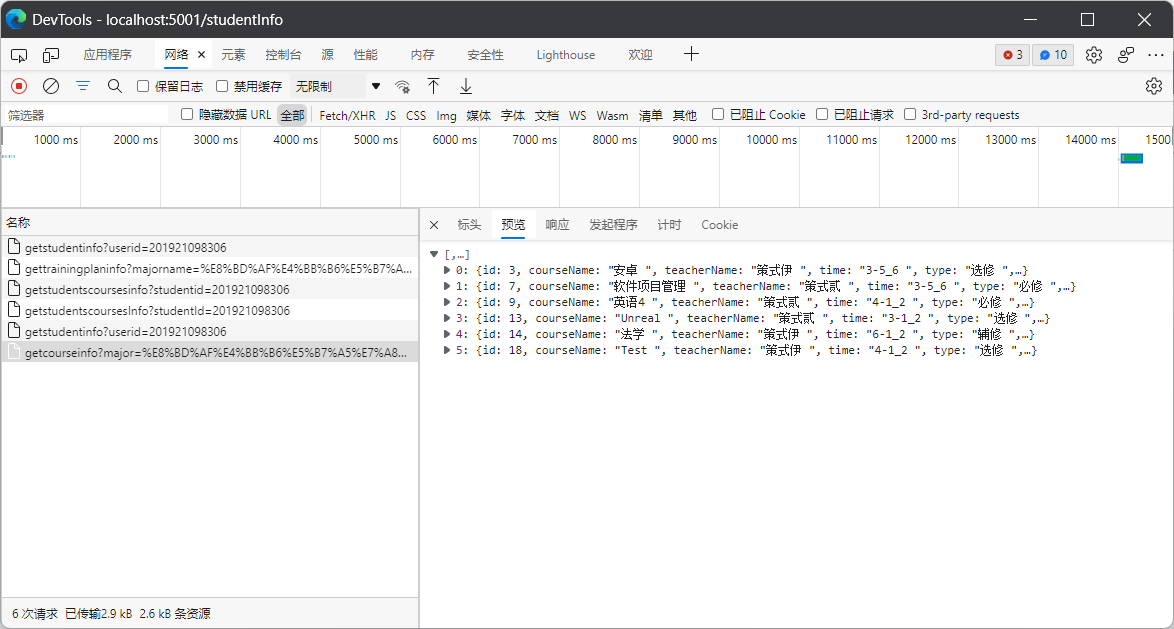 DevTools - localhost:5001/studentInfo
应用程序 网络 元素 控制台 源 性能 内存 安全性 Lighthouse 欢迎 3 10
保留日志 禁用缓存 无限制
筛选器 隐藏数据 URL 全部 Fetch/XHR JS CSS Img 媒体 字体 文档 WS Wasm 清单 其他 已阻止 Cookie 已阻止请求 3rd-party requests
1000 ms 2000 ms 3000 ms 4000 ms 5000 ms 6000 ms 7000 ms 8000 ms 9000 ms 10000 ms 11000 ms 12000 ms 13000 ms 14000 ms 1500
名称
getstudentinfo?userid=201921098306
gettrainingplaninfo?majorname=%E8%BD%AF%E4%BB%B6%E5%B7%A...
getstudentscoursesinfo?studentid=201921098306
getstudentscoursesInfo?studentId=201921098306
getstudentinfo?userid=201921098306
getcourseinfo?major=%E8%BD%AF%E4%BB%B6%E5%B7%A5%E7%A8...
标头 预览 响应 发起程序 计时 Cookie
[,…]
0: {id: 3, courseName: "安卓 ", teacherName: "策式伊 ", time: "3-5_6 ", type: "选修 ",…}
1: {id: 7, courseName: "软件项目管理 ", teacherName: "策式贰 ", time: "3-5_6 ", type: "必修 ",…}
2: {id: 9, courseName: "英语4 ", teacherName: "策式贰 ", time: "4-1_2 ", type: "必修 ",…}
3: {id: 13, courseName: "Unreal ", teacherName: "策式贰 ", time: "3-1_2 ", type: "选修 ",…}
4: {id: 14, courseName: "法学 ", teacherName: "策式伊 ", time: "6-1_2 ", type: "辅修 ",…}
5: {id: 18, courseName: "Test ", teacherName: "策式伊 ", time: "4-1_2 ", type: "选修 ",…}
6 次请求 已传输2.9 kB 2.6 kB 条资源